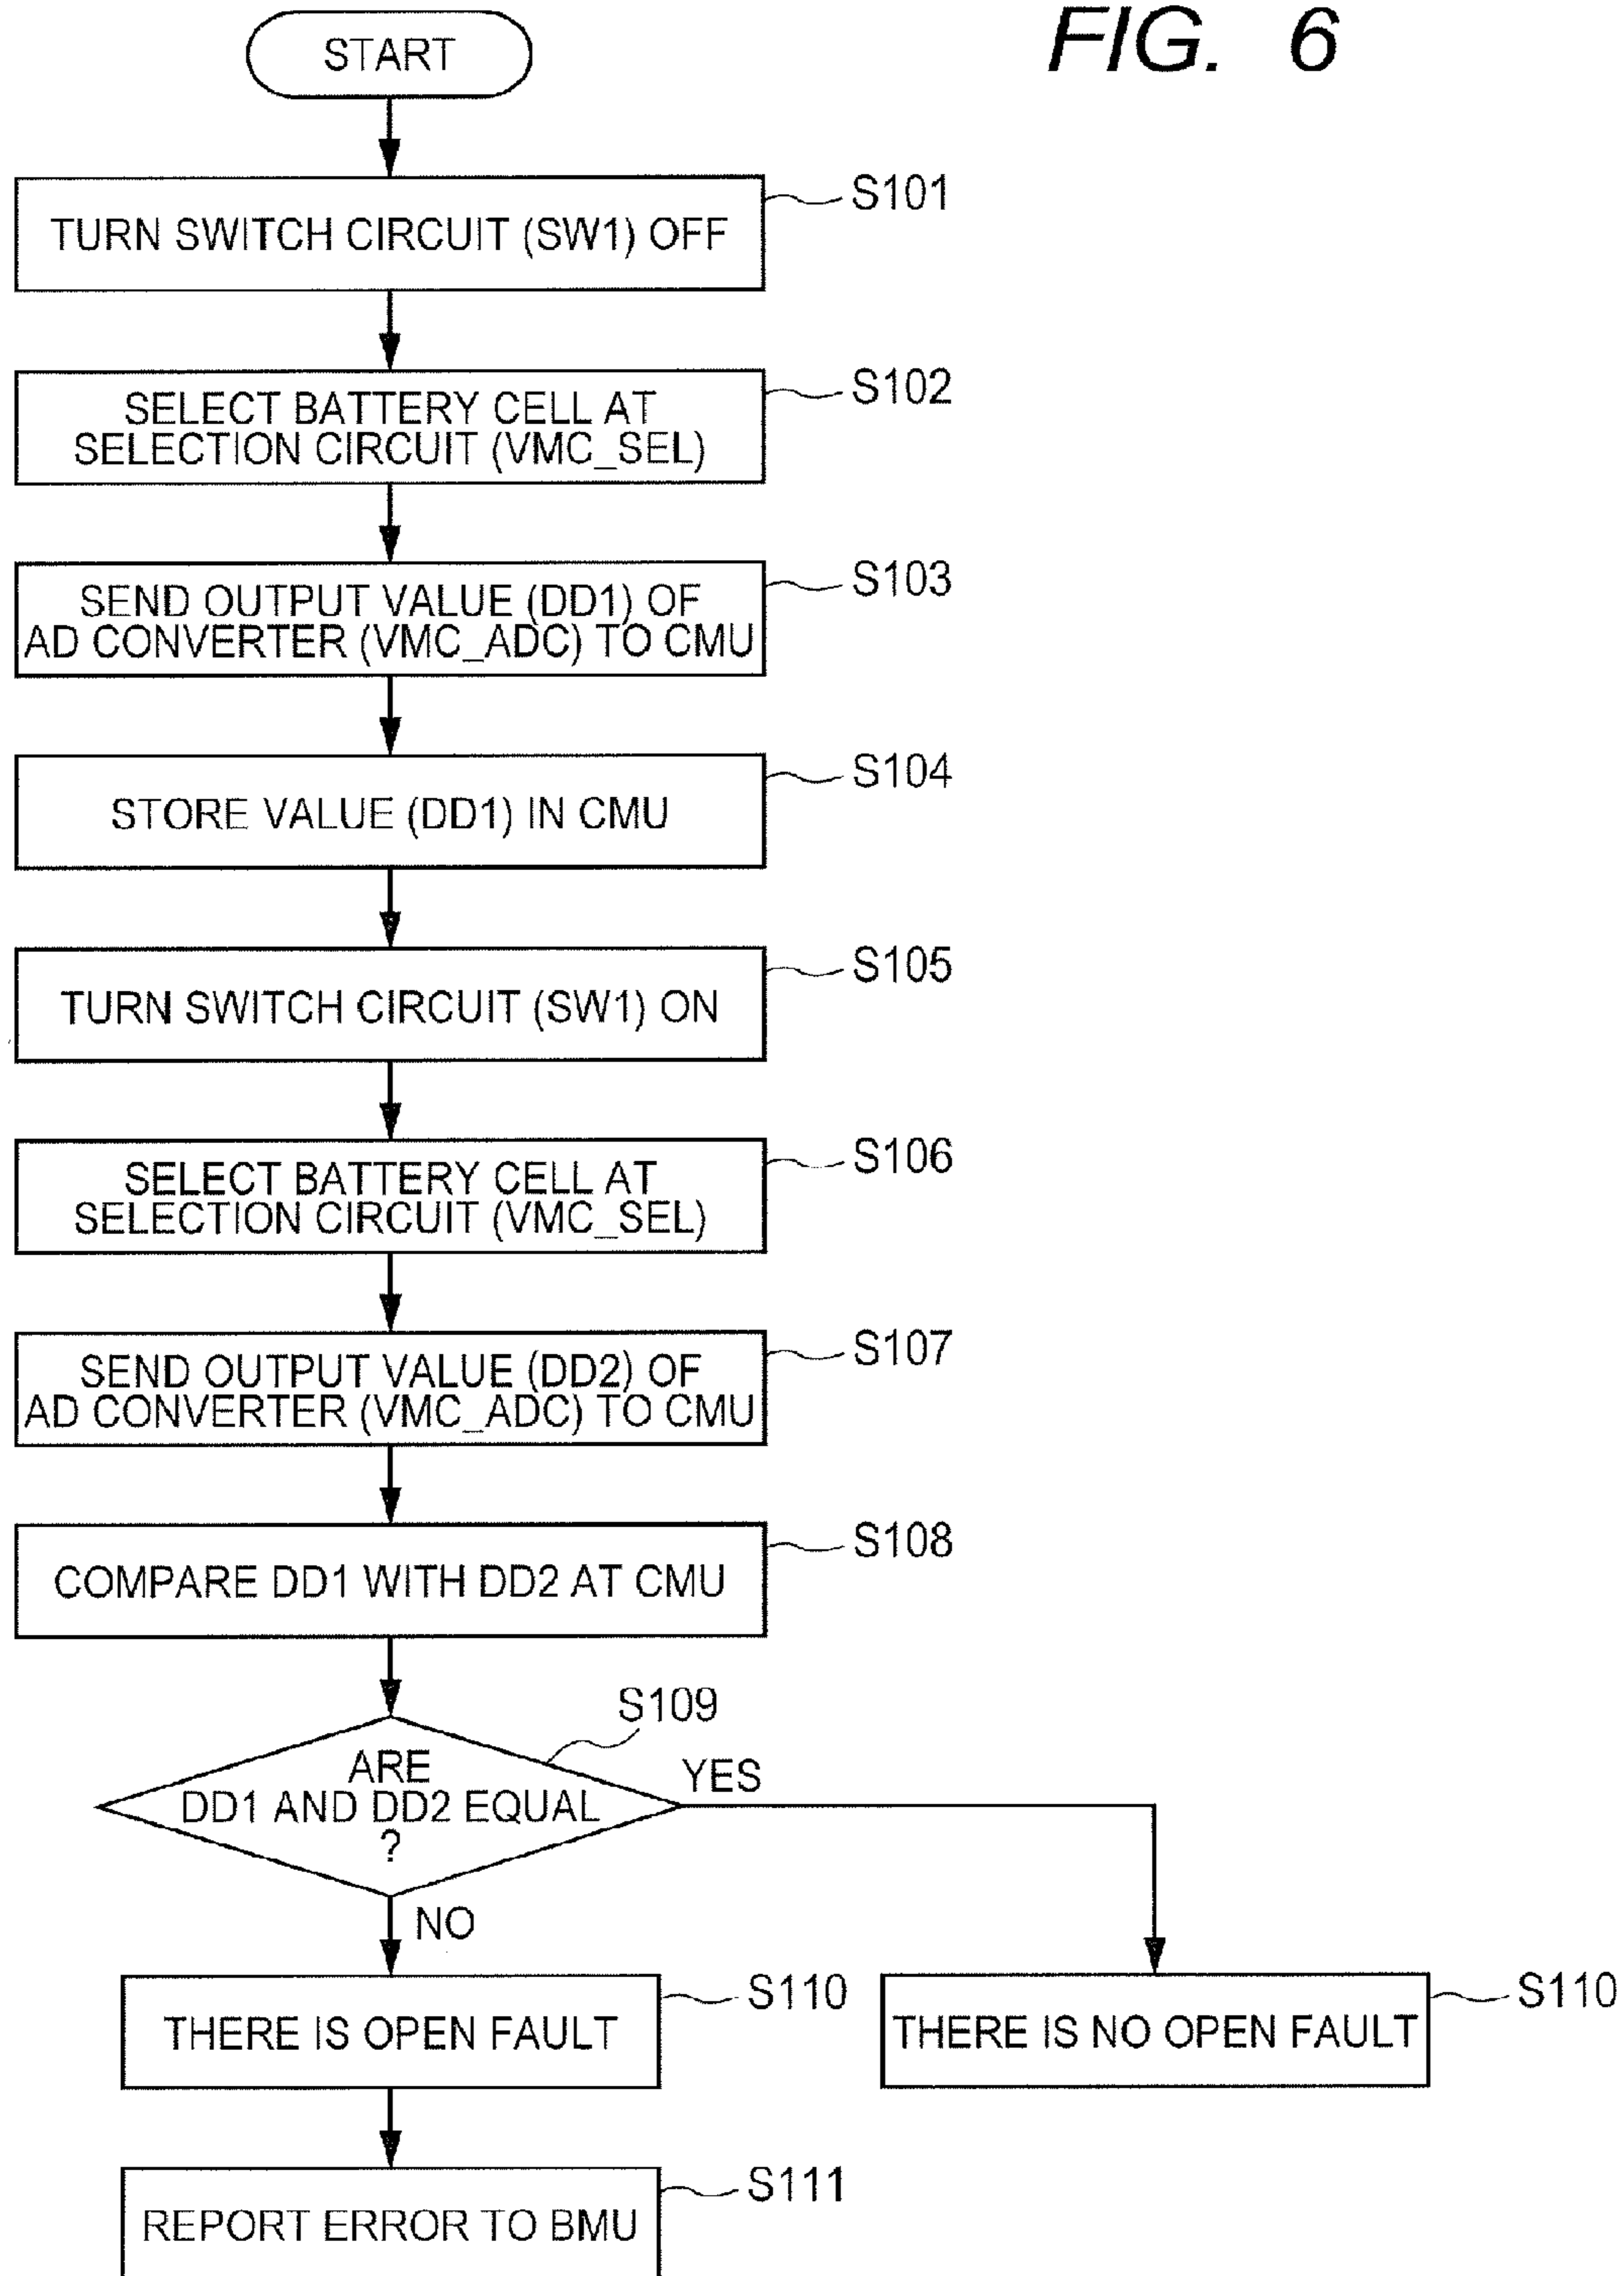 FIG. 6
START
TURN SWITCH CIRCUIT (SW1) OFF
S101
SELECT BATTERY CELL AT
SELECTION CIRCUIT (VMC_SEL)
S102
SEND OUTPUT VALUE (DD1) OF
AD CONVERTER (VMC_ADC) TO CMU
S103
STORE VALUE (DD1) IN CMU
S104
TURN SWITCH CIRCUIT (SW1) ON
S105
SELECT BATTERY CELL AT
SELECTION CIRCUIT (VMC_SEL)
S106
SEND OUTPUT VALUE (DD2) OF
AD CONVERTER (VMC_ADC) TO CMU
S107
COMPARE DD1 WITH DD2 AT CMU
S108
S109
ARE
DD1 AND DD2 EQUAL
?
YES
NO
THERE IS OPEN FAULT
S110
THERE IS NO OPEN FAULT
S110
REPORT ERROR TO BMU
S111